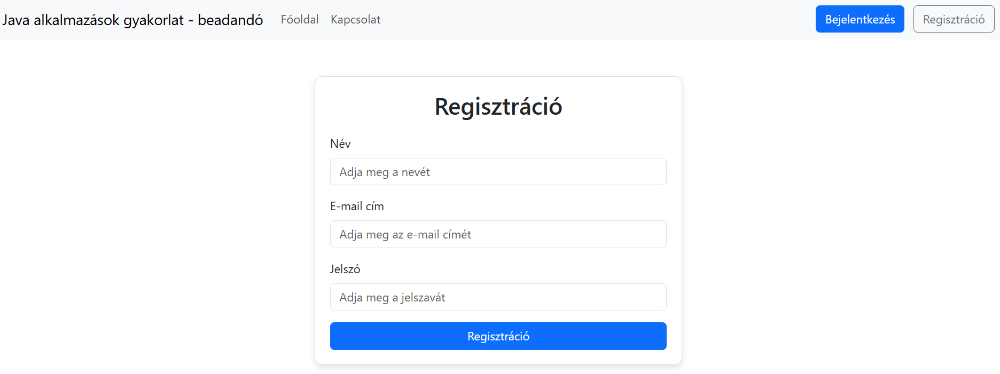 Java alkalmazások gyakorlat - beadandó Főoldal Kapcsolat Bejelentkezés Regisztráció
Regisztráció
Név
Adja meg a nevét
E-mail cím
Adja meg az e-mail címét
Jelszó
Adja meg a jelszavát
Regisztráció